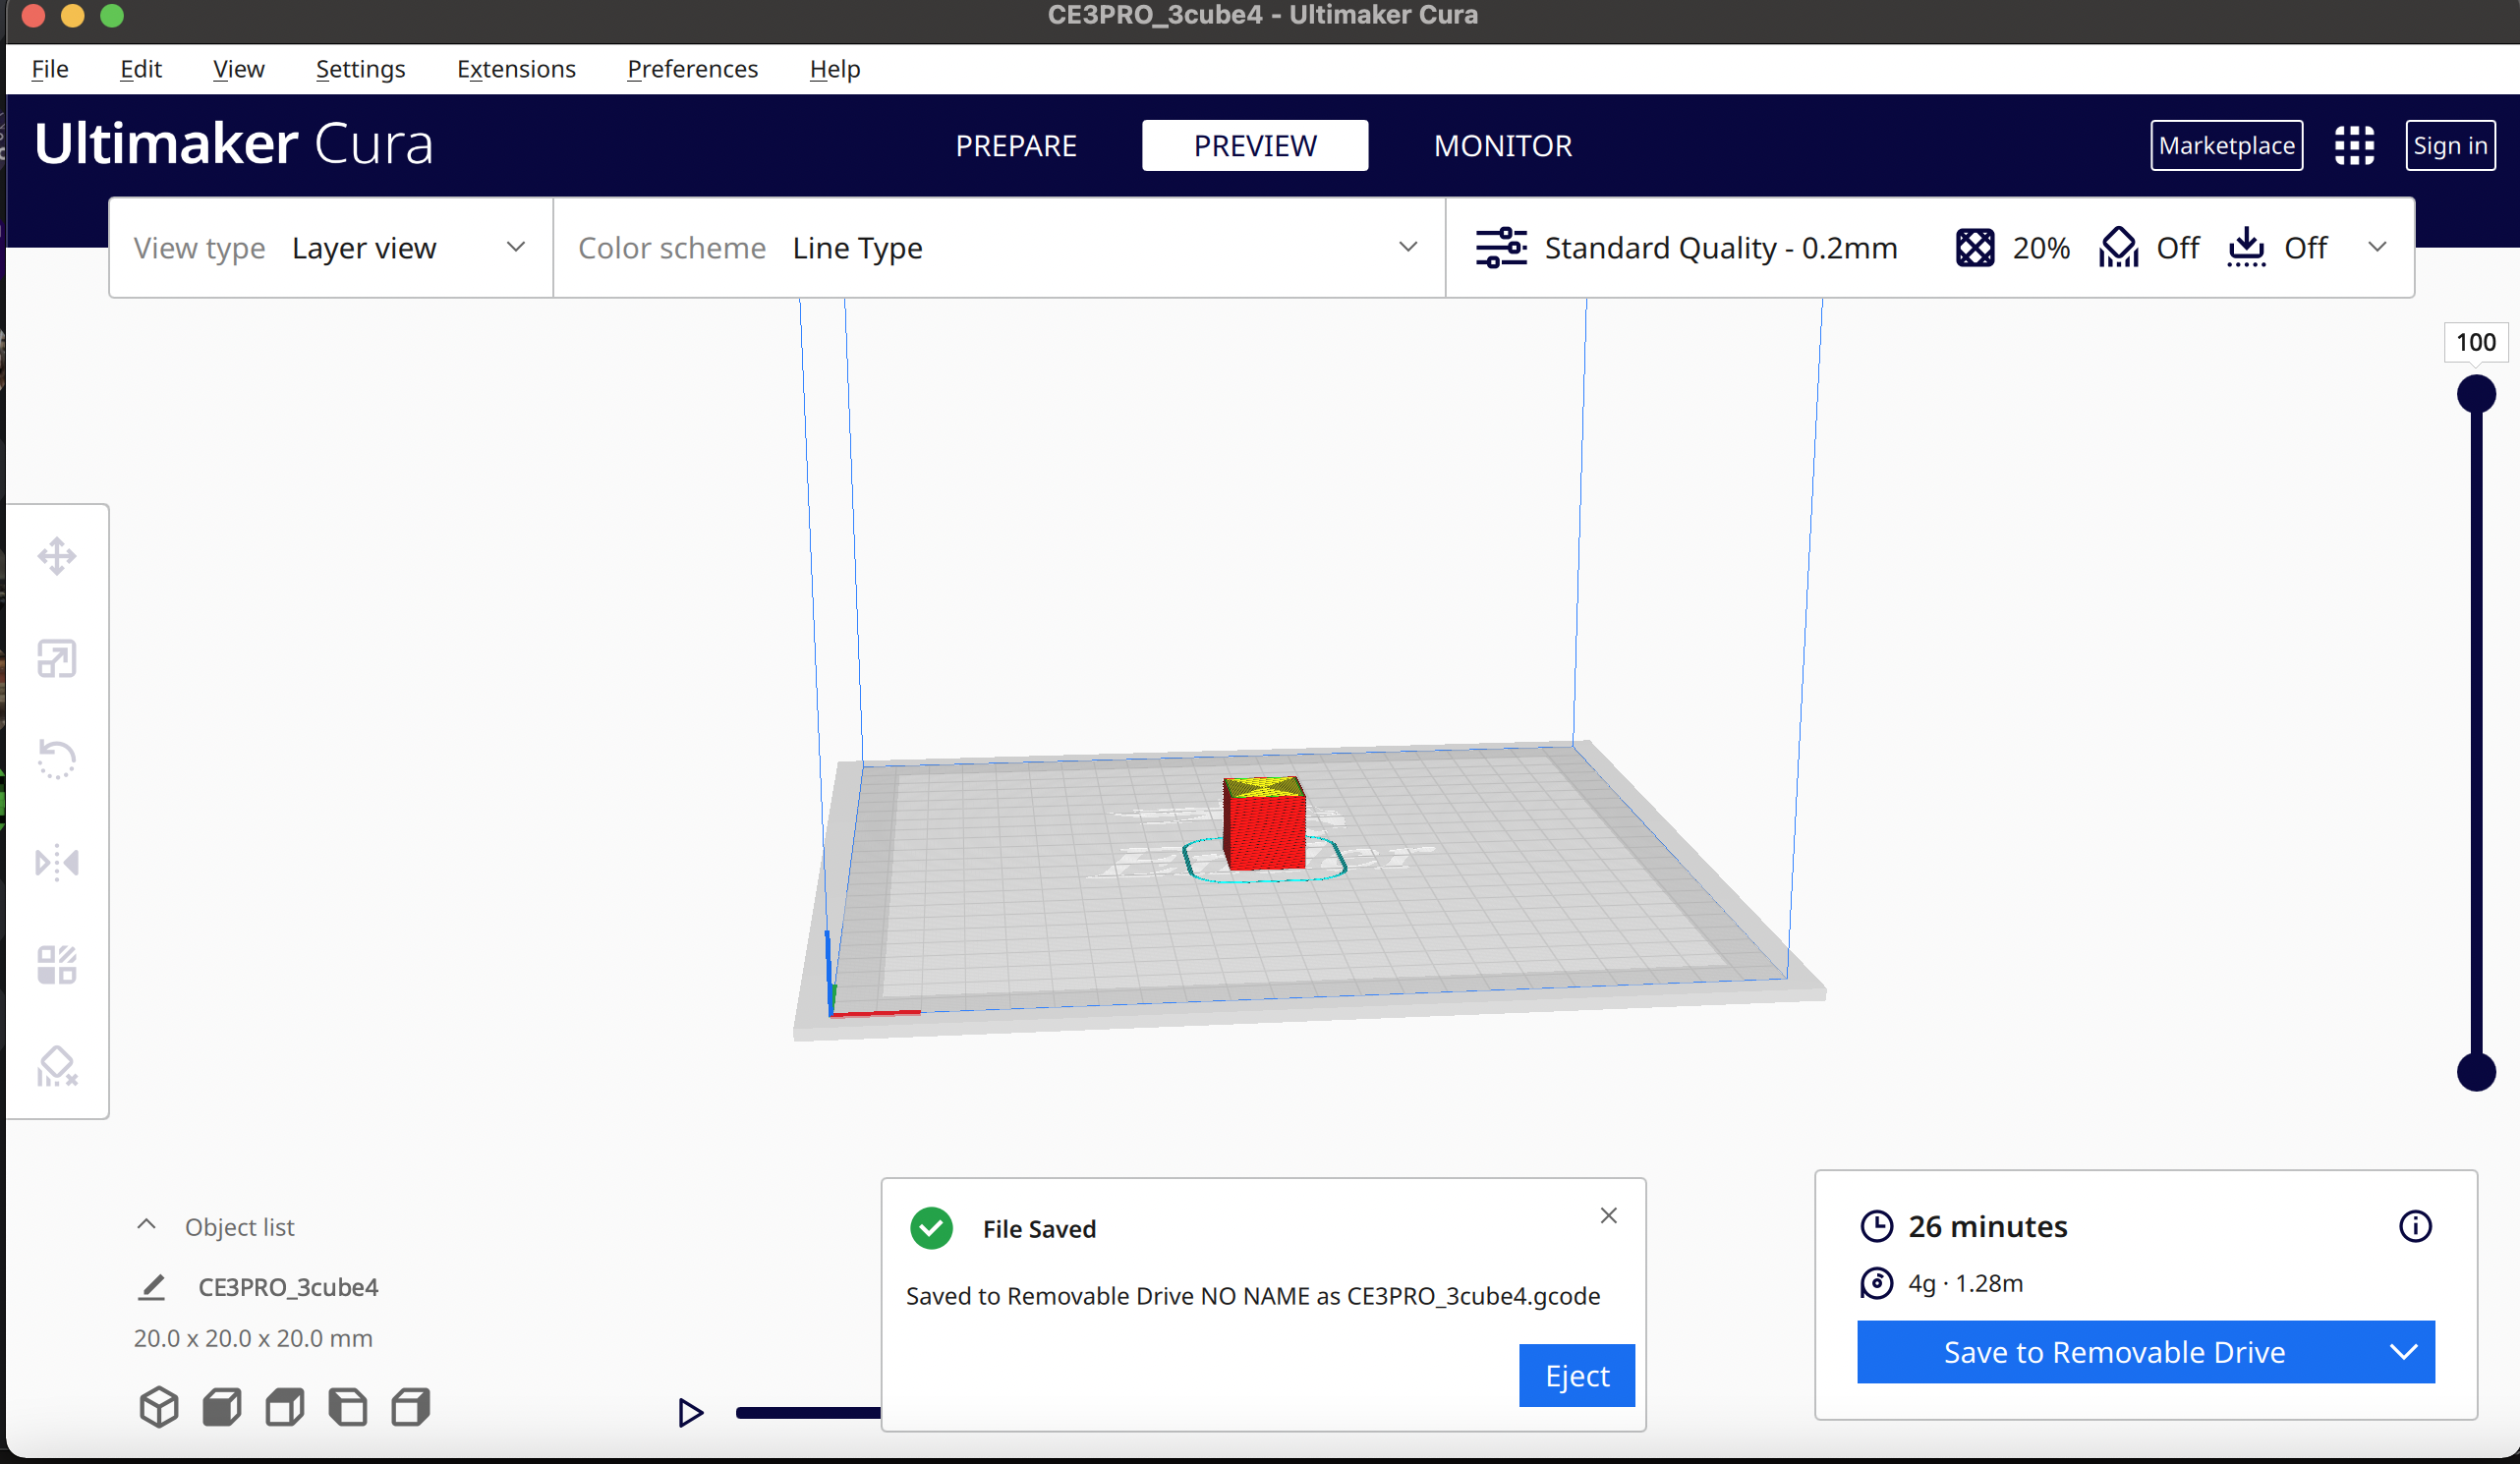 CE3PRO_3cube4 - Ultimaker Cura
File Edit View Settings Extensions Preferences Help
Ultimaker Cura
PREPARE PREVIEW MONITOR
Marketplace
Sign in
View type Layer view
Color scheme Line Type
Standard Quality - 0.2mm 20% Off Off
100
Object list
CE3PRO_3cube4
20.0 x 20.0 x 20.0 mm
File Saved
Saved to Removable Drive NO NAME as CE3PRO_3cube4.gcode
Eject
26 minutes
4g · 1.28m
Save to Removable Drive